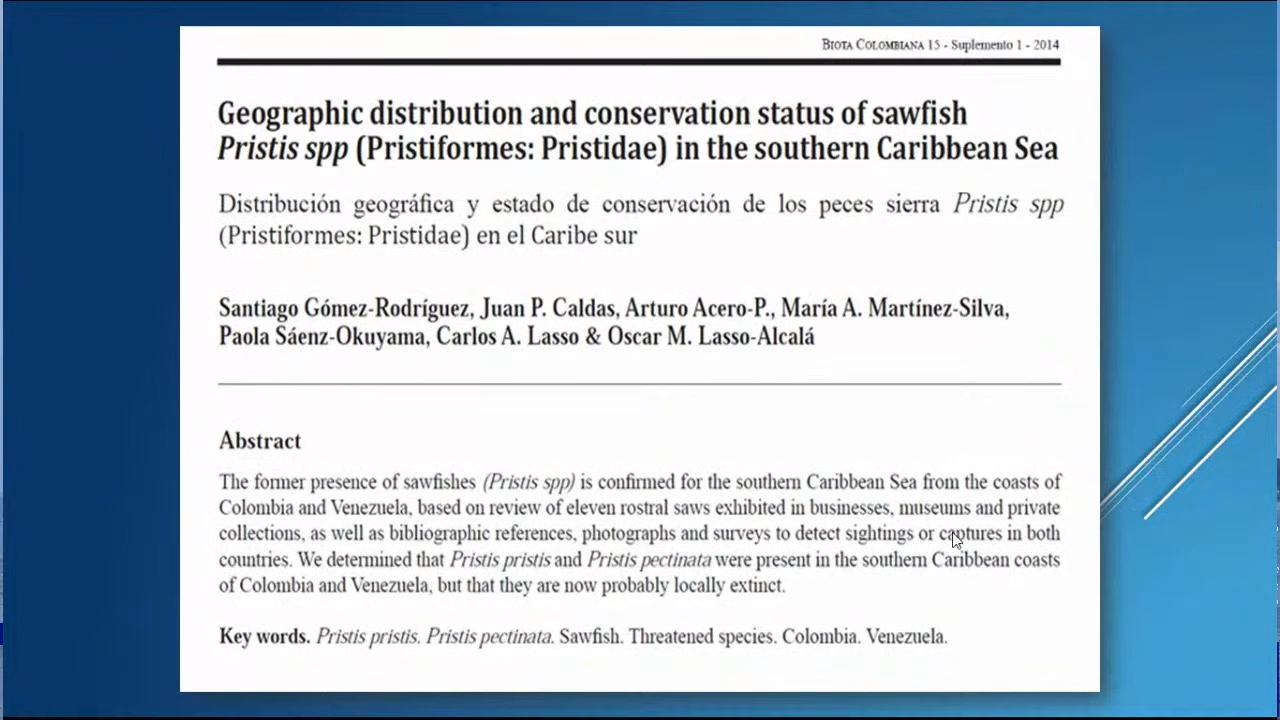 BIOTA COLOMBIANA 15 - Suplemento 1 - 2014
Geographic distribution and conservation status of sawfish
Pristis spp (Pristiformes: Pristidae) in the southern Caribbean Sea
Distribución geográfica y estado de conservación de los peces sierra Pristis spp
(Pristiformes: Pristidae) en el Caribe sur
Santiago Gómez-Rodríguez, Juan P. Caldas, Arturo Acero-P., María A. Martínez-Silva,
Paola Sáenz-Okuyama, Carlos A. Lasso & Oscar M. Lasso-Alcalá
Abstract
The former presence of sawfishes (Pristis spp) is confirmed for the southern Caribbean Sea from the coasts of
Colombia and Venezuela, based on review of eleven rostral saws exhibited in businesses, museums and private
collections, as well as bibliographic references, photographs and surveys to detect sightings or captures in both
countries. We determined that Pristis pristis and Pristis pectinata were present in the southern Caribbean coasts
of Colombia and Venezuela, but that they are now probably locally extinct.
Key words. Pristis pristis. Pristis pectinata. Sawfish. Threatened species. Colombia. Venezuela.